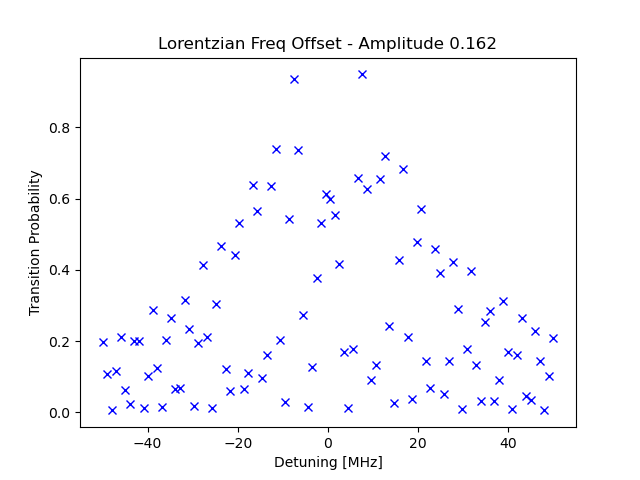 Lorentzian Freq Offset - Amplitude 0.162
Transition Probability
0.8
0.6
0.4
0.2
0.0
−40 −20 0 20 40
Detuning [MHz]